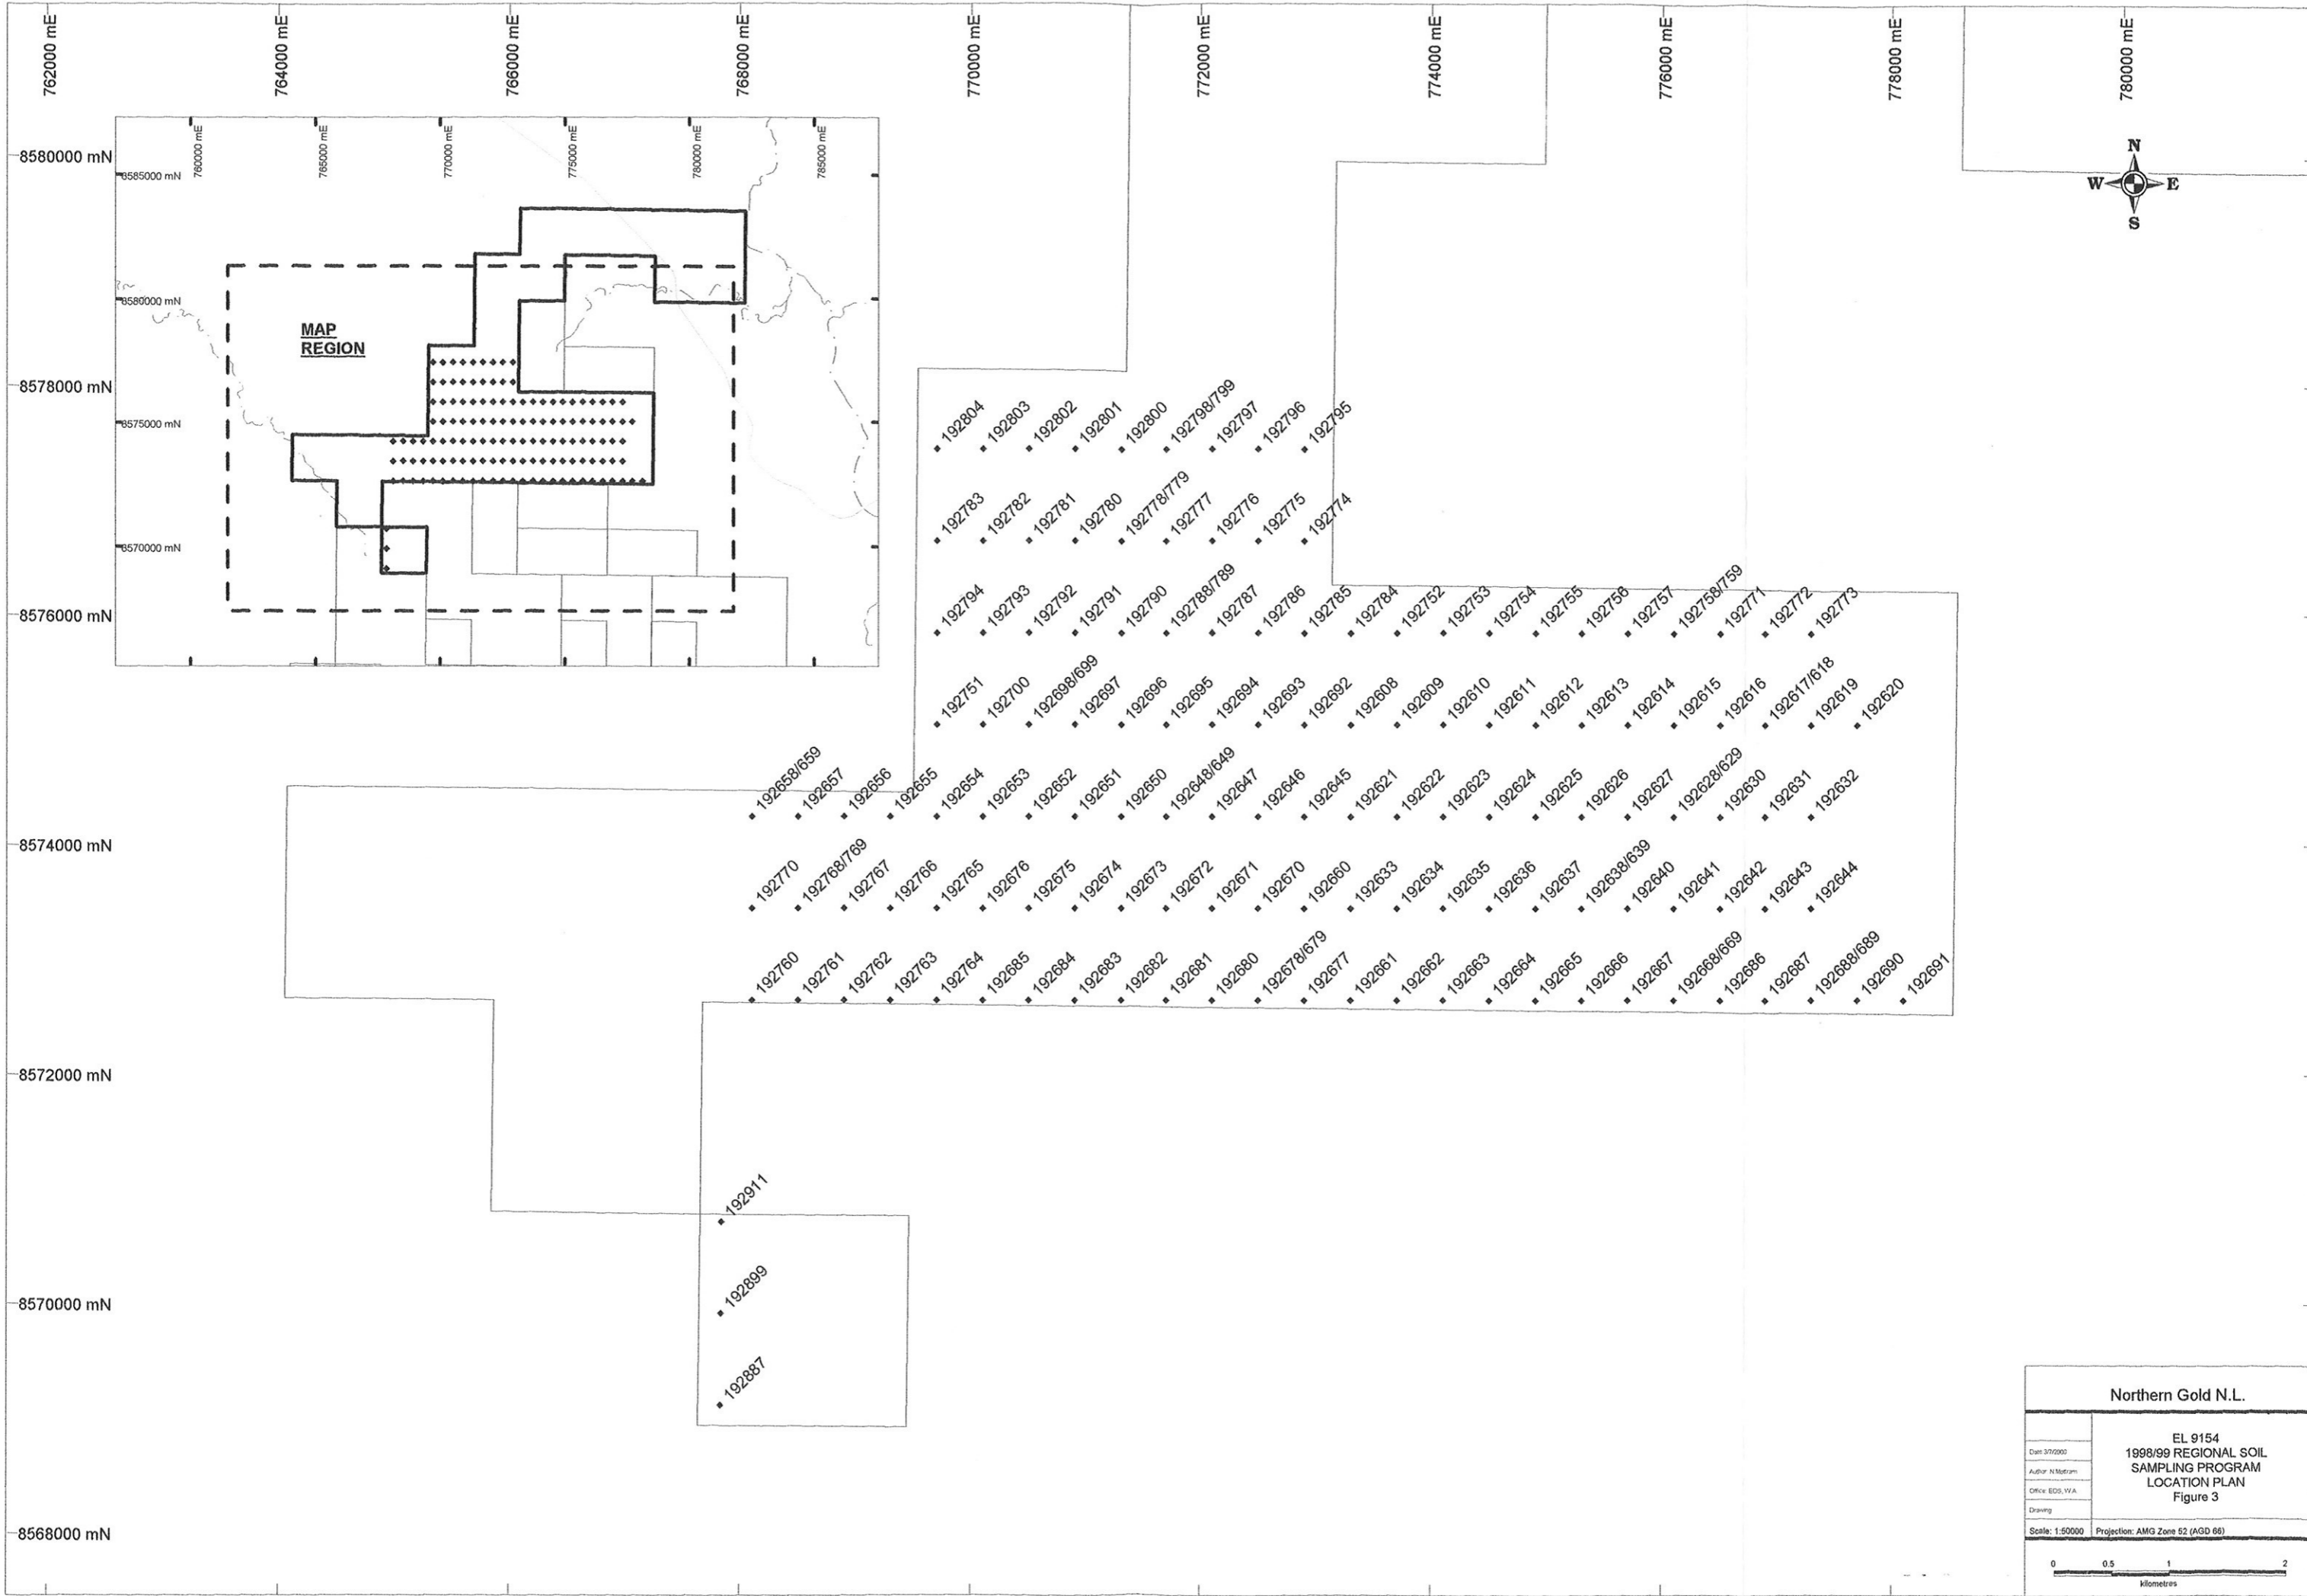 762000 mE
764000 mE
766000 mE
768000 mE
770000 mE
772000 mE
774000 mE
776000 mE
778000 mE
780000 mE
8580000 mN
8578000 mN
8576000 mN
8574000 mN
8572000 mN
8570000 mN
8568000 mN
760000 mE
765000 mE
770000 mE
775000 mE
780000 mE
785000 mE
8585000 mN
8580000 mN
8575000 mN
8570000 mN
MAP
REGION
N
W E
S
192804 192803 192802 192801 192800 192798/799 192797 192796 192795
192783 192782 192781 192780 192778/779 192777 192776 192775 192774
192794 192793 192792 192791 192790 192788/789 192787 192786 192785 192784 192752 192753 192754 192755 192756 192757 192758/759 192771 192772 192773
192751 192700 192698/699 192697 192696 192695 192694 192693 192692 192608 192609 192610 192611 192612 192613 192614 192615 192616 192617/618 192619 192620
192658/659 192657 192656 192655 192654 192653 192652 192651 192650 192648/649 192647 192646 192645 192621 192622 192623 192624 192625 192626 192627 192628/629 192630 192631 192632
192770 192768/769 192767 192766 192765 192676 192675 192674 192673 192672 192671 192670 192660 192633 192634 192635 192636 192637 192638/639 192640 192641 192642 192643 192644
192760 192761 192762 192763 192764 192685 192684 192683 192682 192681 192680 192678/679 192677 192661 192662 192663 192664 192665 192666 192667 192668/669 192686 192687 192688/689 192690 192691
192911
192899
192887
Northern Gold N.L.
EL 9154
1998/99 REGIONAL SOIL
SAMPLING PROGRAM
LOCATION PLAN
Figure 3
Date 3/7/2000
Author N Mottram
Office EDS, W.A
Drawing
Scale: 1:50000 Projection: AMG Zone 52 (AGD 66)
0 0.5 1 2
kilometres